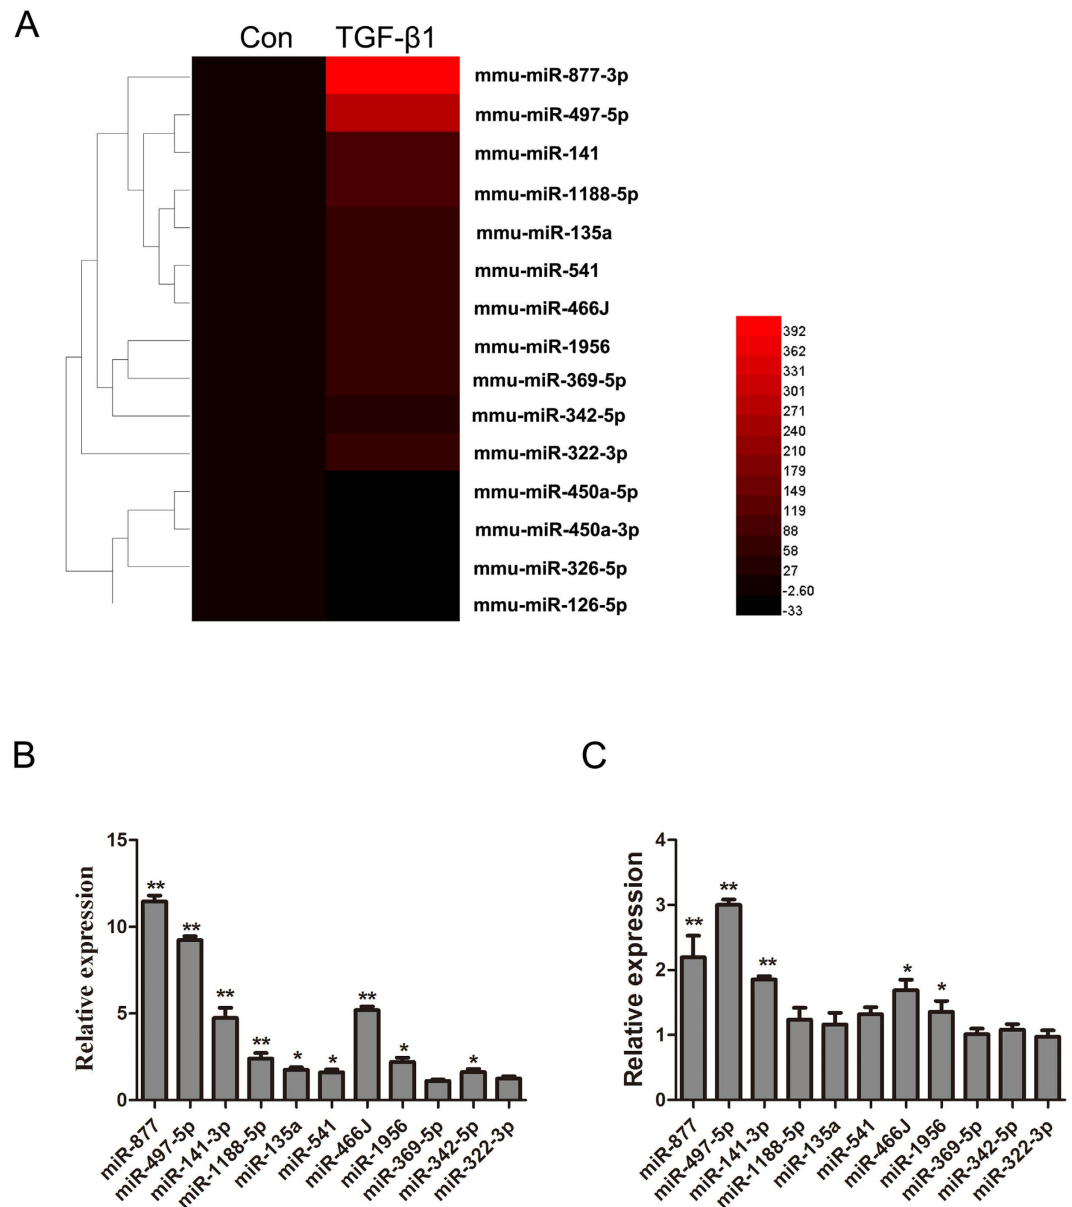 A
Con TGF-β1
mmu-miR-877-3p
mmu-miR-497-5p
mmu-miR-141
mmu-miR-1188-5p
mmu-miR-135a
mmu-miR-541
mmu-miR-466J
mmu-miR-1956
mmu-miR-369-5p
mmu-miR-342-5p
mmu-miR-322-3p
mmu-miR-450a-5p
mmu-miR-450a-3p
mmu-miR-326-5p
mmu-miR-126-5p
392
362
331
301
271
240
210
179
149
119
88
58
27
-2.60
-33
B
Relative expression
15
10
5
0
**
**
**
**
*
*
**
*
*
miR-877
miR-497-5p
miR-141-3p
miR-1188-5p
miR-135a
miR-541
miR-466J
miR-1956
miR-369-5p
miR-342-5p
miR-322-3p
C
Relative expression
4
3
2
1
0
**
**
**
*
*
miR-877
miR-497-5p
miR-141-3p
miR-1188-5p
miR-135a
miR-541
miR-466J
miR-1956
miR-369-5p
miR-342-5p
miR-322-3p